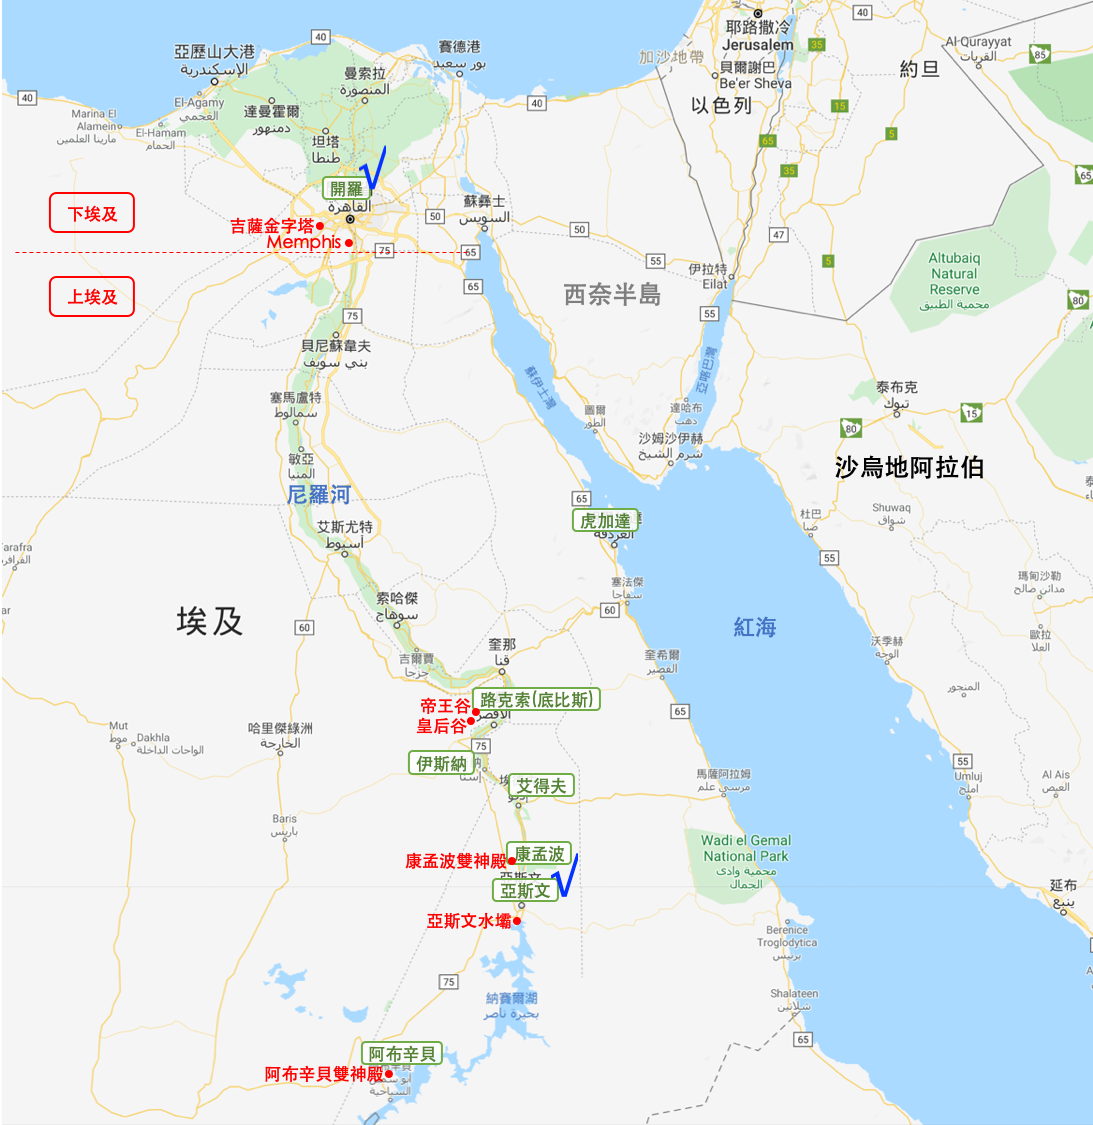 40
亞歷山大港
الإسكندرية
賽德港
بور سعيد
耶路撒冷
Jerusalem
40
35
Al Qurayyat
القريات
85
加沙地帶
貝爾謝巴
Be'er Sheva
約旦
以色列
15
曼索拉
المنصورة
40
El-Agamy
العجمي
40
達曼霍爾
دمنهور
Marina El
Alamein
مارينا العلمين
El-Hamam
الحمام
坦塔
طنطا
65
5
35
65
開羅
القاهرة
下埃及
吉薩金字塔
Memphis
50
蘇彝士
السويس
50
47
75
65
55
5
伊拉特
Eilat
Altubaiq
Natural
Reserve
محمية الطبيق
上埃及
65
西奈半島
80
75
55
貝尼蘇韋夫
بني سويف
蘇伊士灣
亞喀巴灣
泰布克
تبوك
塞馬盧特
سمالوط
圖爾
الطور
達哈布
دهب
15
80
沙姆沙伊赫
شرم الشيخ
敏亞
المنيا
沙烏地阿拉伯
尼羅河
65
虎加達
الغردقة
杜巴
ضبا
Shuwaq
شواق
艾斯尤特
أسيوط
55
塞法傑
سفاجا
瑪甸沙勒
مدائن صالح
索哈傑
سوهاج
60
埃及
60
紅海
歐拉
العلا
沃季赫
الوجه
吉爾賈
جرجا
奎那
قنا
奎希爾
القصير
المنجور
路克索(底比斯)
帝王谷
皇后谷
الأقصر
65
Mut
موط
Dakhla
الواحات الداخلة
哈里傑綠洲
الخارجة
75
伊斯納
إسنا
艾得夫
馬薩阿拉姆
مرسى علم
55
Umluj
أملج
Al Ais
العيص
Baris
باريس
Wadi el Gemal
National Park
محمية وادى
الجمال
康孟波雙神殿
康孟波
亞斯文
亞斯文
亞斯文水壩
延布
ينبع
Berenice
Troglodytica
برنيس
75
納賽爾湖
بحيرة ناصر
Shalateen
شلاتين
65
阿布辛貝
阿布辛貝雙神殿
أبو سمبل
السياحية